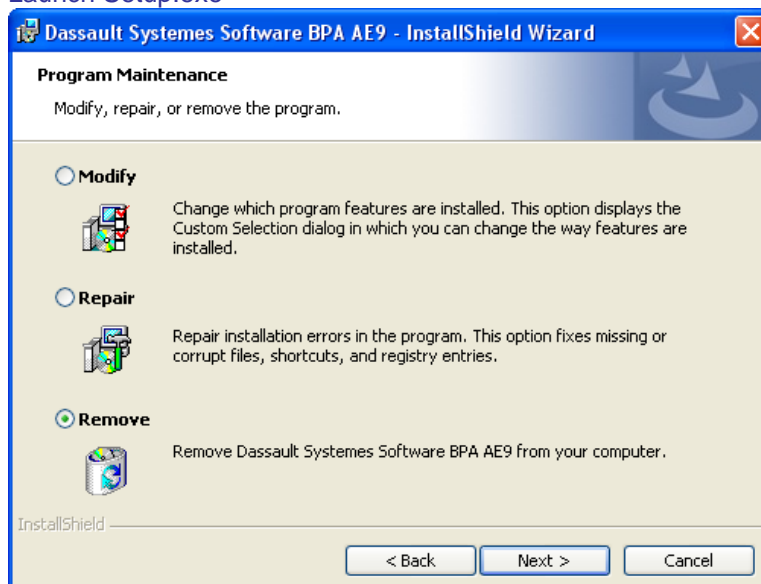 Launch Setup.exe
Dassault Systemes Software BPA AE9 - InstallShield Wizard
Program Maintenance
Modify, repair, or remove the program.
Modify
Change which program features are installed. This option displays the
Custom Selection dialog in which you can change the way features are
installed.
Repair
Repair installation errors in the program. This option fixes missing or
corrupt files, shortcuts, and registry entries.
Remove
Remove Dassault Systemes Software BPA AE9 from your computer.
InstallShield
< Back
Next >
Cancel